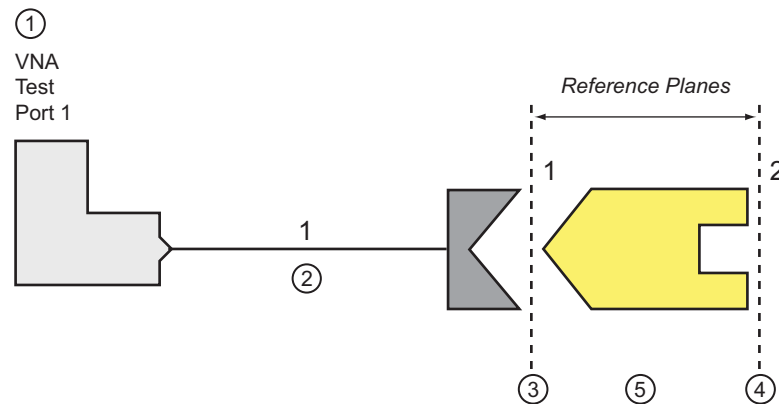 ①
VNA
Test
Port 1
Reference Planes
1
2
1
②
③
⑤
④